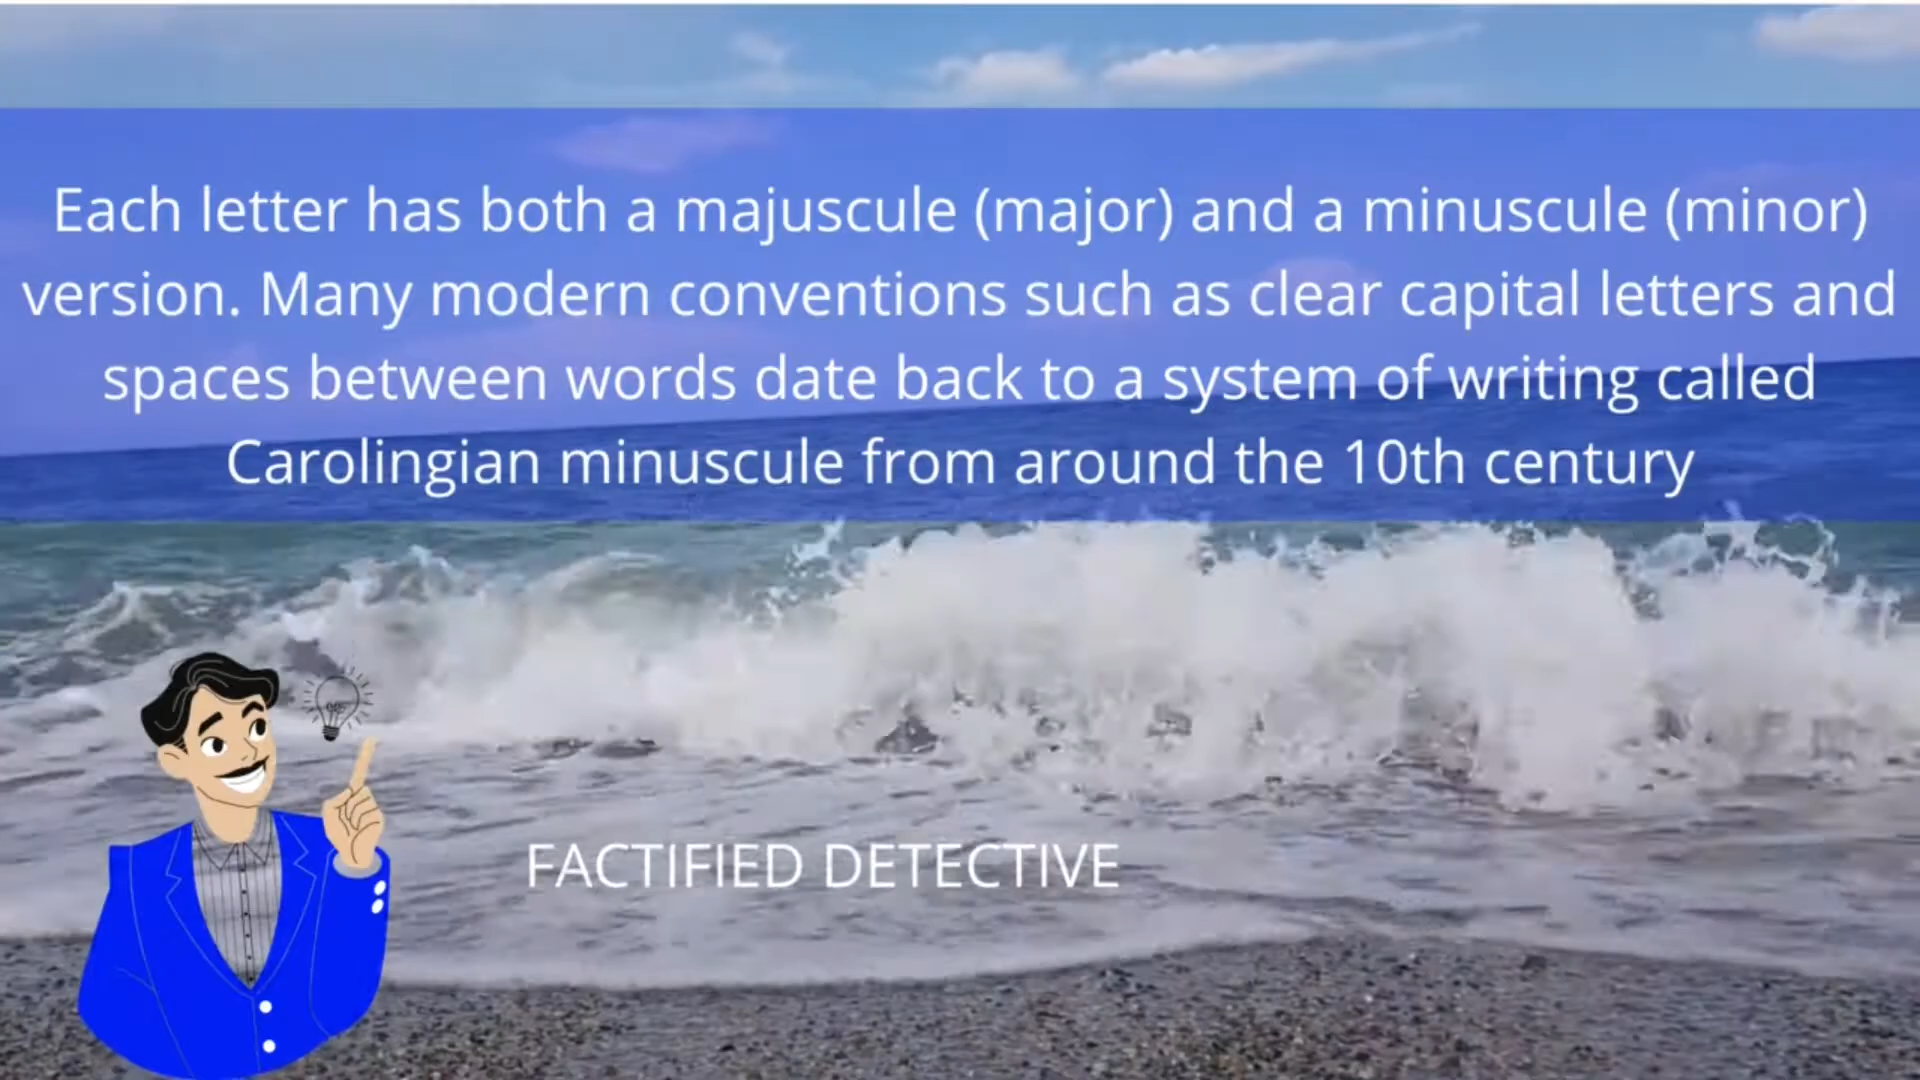 Each letter has both a majuscule (major) and a minuscule (minor)
version. Many modern conventions such as clear capital letters and
spaces between words date back to a system of writing called
Carolingian minuscule from around the 10th century
FACTIFIED DETECTIVE